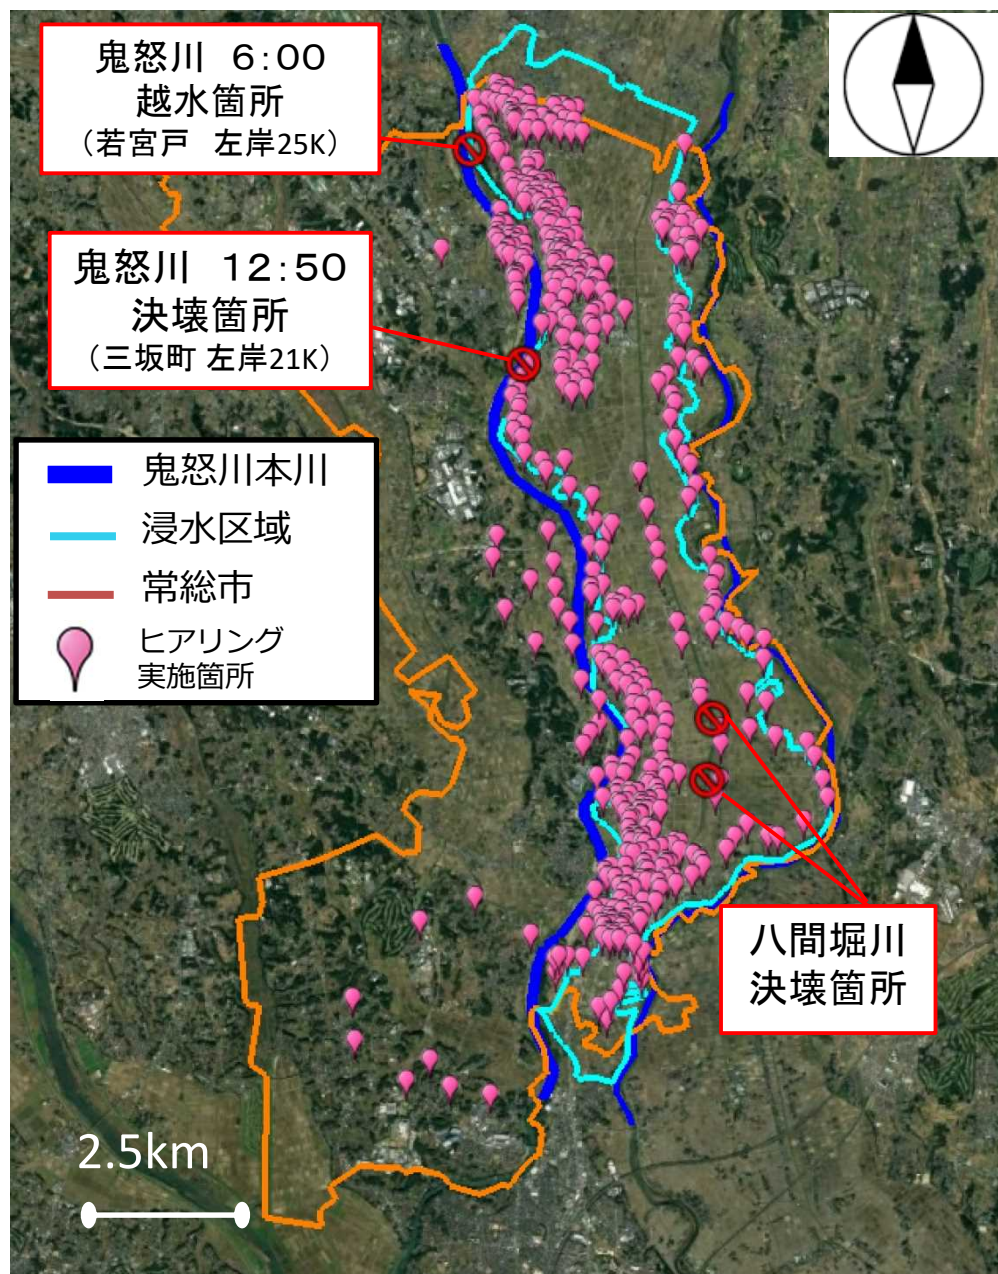 鬼怒川 6:00
越水箇所
（若宮戸 左岸25K）
鬼怒川 12:50
決壊箇所
（三坂町 左岸21K）
鬼怒川本川
浸水区域
常総市
ヒアリング
実施箇所
八間堀川
決壊箇所
2.5km